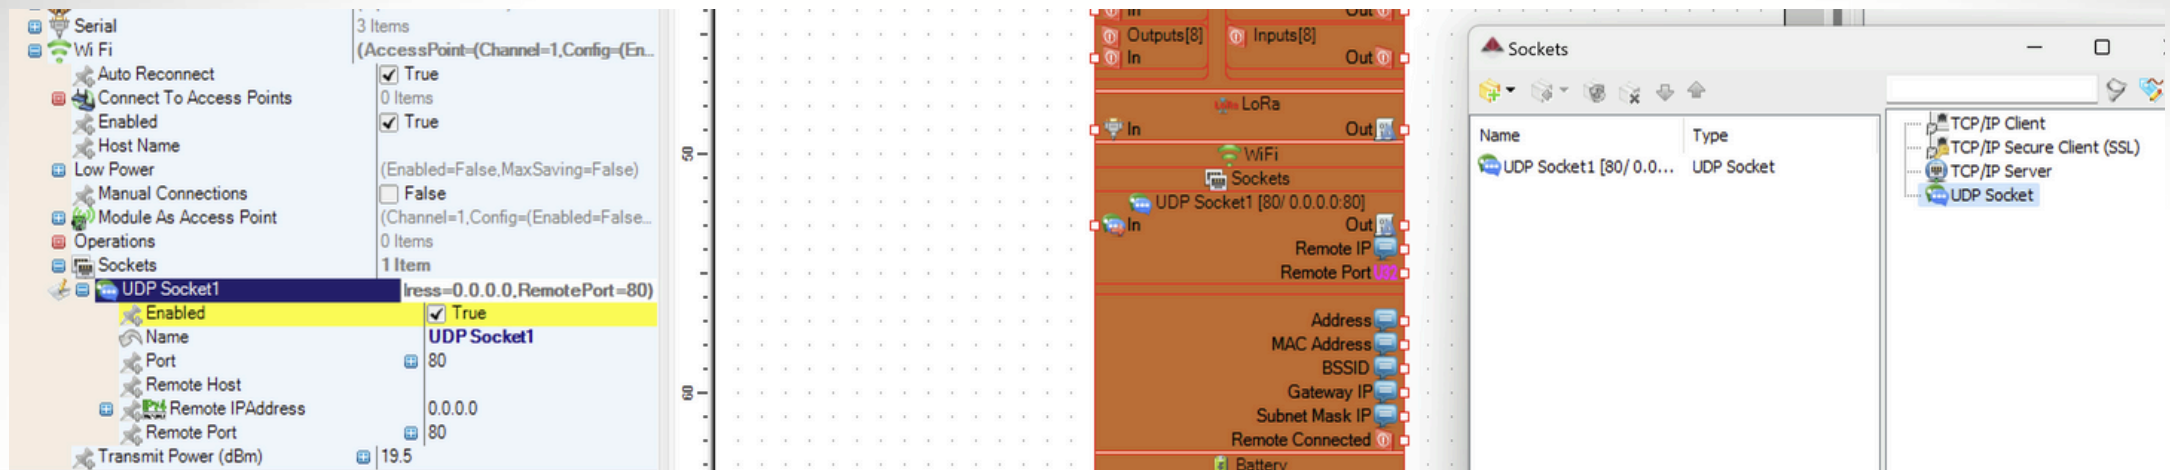 Serial 3 Items
Wi Fi (AccessPoint=(Channel=1,Config=(En...
Auto Reconnect True
Connect To Access Points 0 Items
Enabled True
Host Name
Low Power (Enabled=False,MaxSaving=False)
Manual Connections False
Module As Access Point (Channel=1,Config=(Enabled=False...
Operations 0 Items
Sockets 1 Item
UDP Socket1 lress=0.0.0.0,RemotePort=80)
Enabled True
Name UDP Socket1
Port 80
Remote Host
Remote IPAddress 0.0.0.0
Remote Port 80
Transmit Power (dBm) 19.5
50
60
In Out
Outputs[8] Inputs[8]
In Out
LoRa
In Out
WiFi
Sockets
UDP Socket1 [80/ 0.0.0.0:80]
In Out
Remote IP
Remote Port U32
Address
MAC Address
BSSID
Gateway IP
Subnet Mask IP
Remote Connected
Battery
Sockets
Name Type
UDP Socket1 [80/ 0.0... UDP Socket
TCP/IP Client
TCP/IP Secure Client (SSL)
TCP/IP Server
UDP Socket